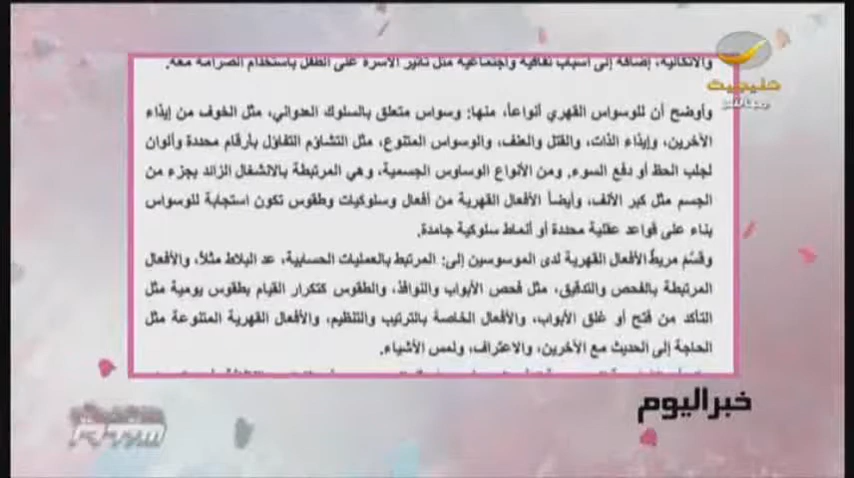 والاتكالية، إضافة إلى أسباب ثقافية واجتماعية مثل تأثير الأسرة على الطفل باستخدام الصرامة معه.
وأوضح أن للوسواس القهري أنواعاً، منها: وسواس متعلق بالسلوك العدواني، مثل الخوف من إيذاء
الآخرين، وإيذاء الذات، والقتل والعنف، والوسواس المتنوع، مثل التشاؤم التفاؤل بأرقام محددة وألوان
لجلب الحظ أو دفع السوء. ومن الأنواع الوساوس الجسمية، وهي المرتبطة بالانشغال الزائد بجزء من
الجسم مثل كبر الأنف، وأيضاً الأفعال القهرية من أفعال وسلوكيات وطقوس تكون استجابة للوسواس
بناء على قواعد عقلية محددة أو أنماط سلوكية جامدة.
وقسّم مريط الأفعال القهرية لدى الموسوسين إلى: المرتبط بالعمليات الحسابية، عد البلاط مثلاً، والأفعال
المرتبطة بالفحص والتدقيق، مثل فحص الأبواب والنوافذ، والطقوس كتكرار القيام بطقوس يومية مثل
التأكد من فتح أو غلق الأبواب، والأفعال الخاصة بالترتيب والتنظيم، والأفعال القهرية المتنوعة مثل
الحاجة إلى الحديث مع الآخرين، والاعتراف، ولمس الأشياء.
خليجية
مباشر
خبر اليوم